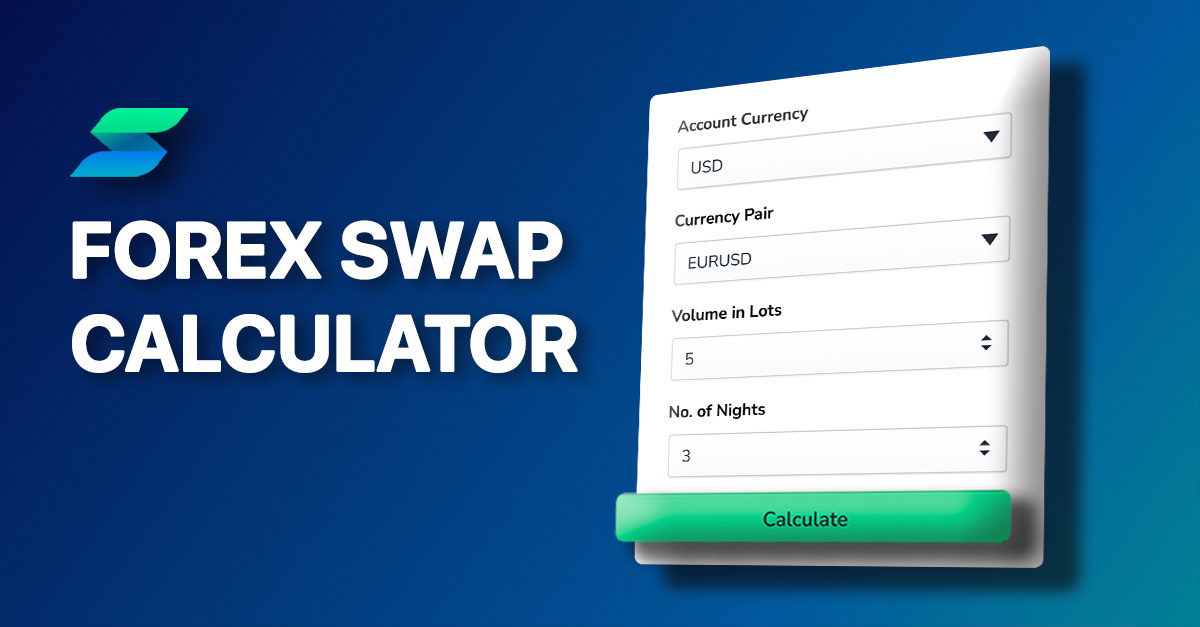 FOREX SWAP
CALCULATOR
Account Currency
USD
Currency Pair
EURUSD
Volume in Lots
5
No. of Nights
3
Calculate